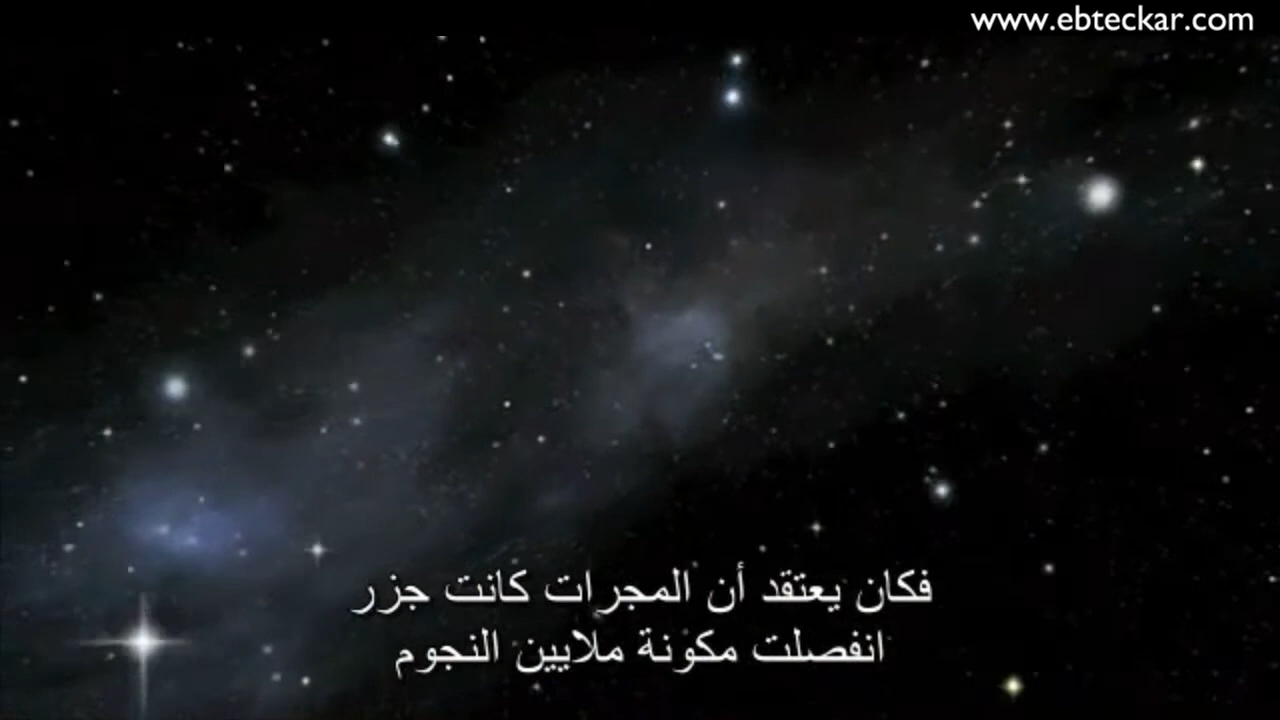 www.ebteckar.com
فكان يعتقد أن المجرات كانت جزر
انفصلت مكونة ملايين النجوم